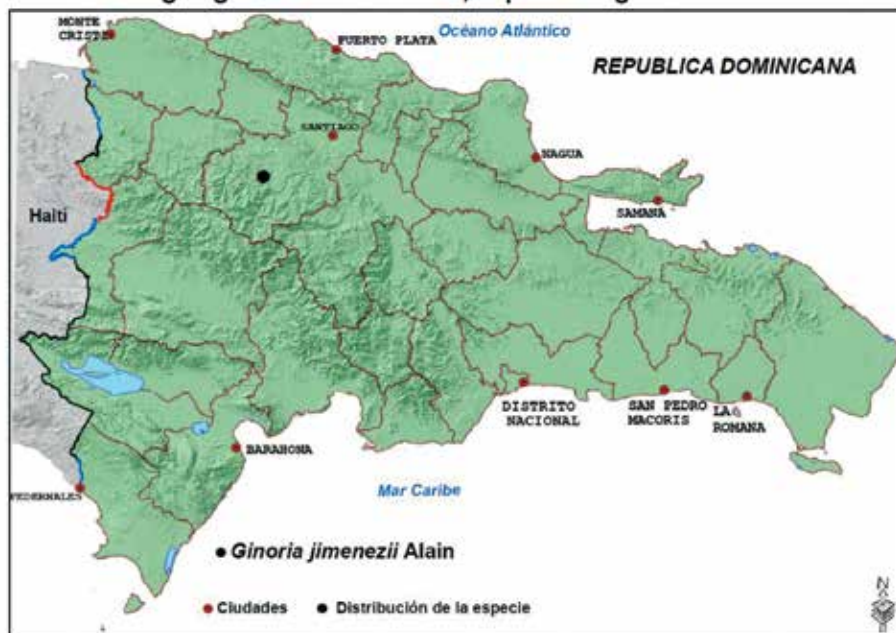 MONTE
CRISTI
PUERTO PLATA
Océano Atlántico
REPUBLICA DOMINICANA
SANTIAGO
NAGUA
SAMANA
Haití
DISTRITO
NACIONAL
SAN PEDRO
MACORIS
LA
ROMANA
BARAHONA
PEDERNALES
Mar Caribe
● Ginoria jimenezii Alain
● Ciudades
● Distribución de la especie
N